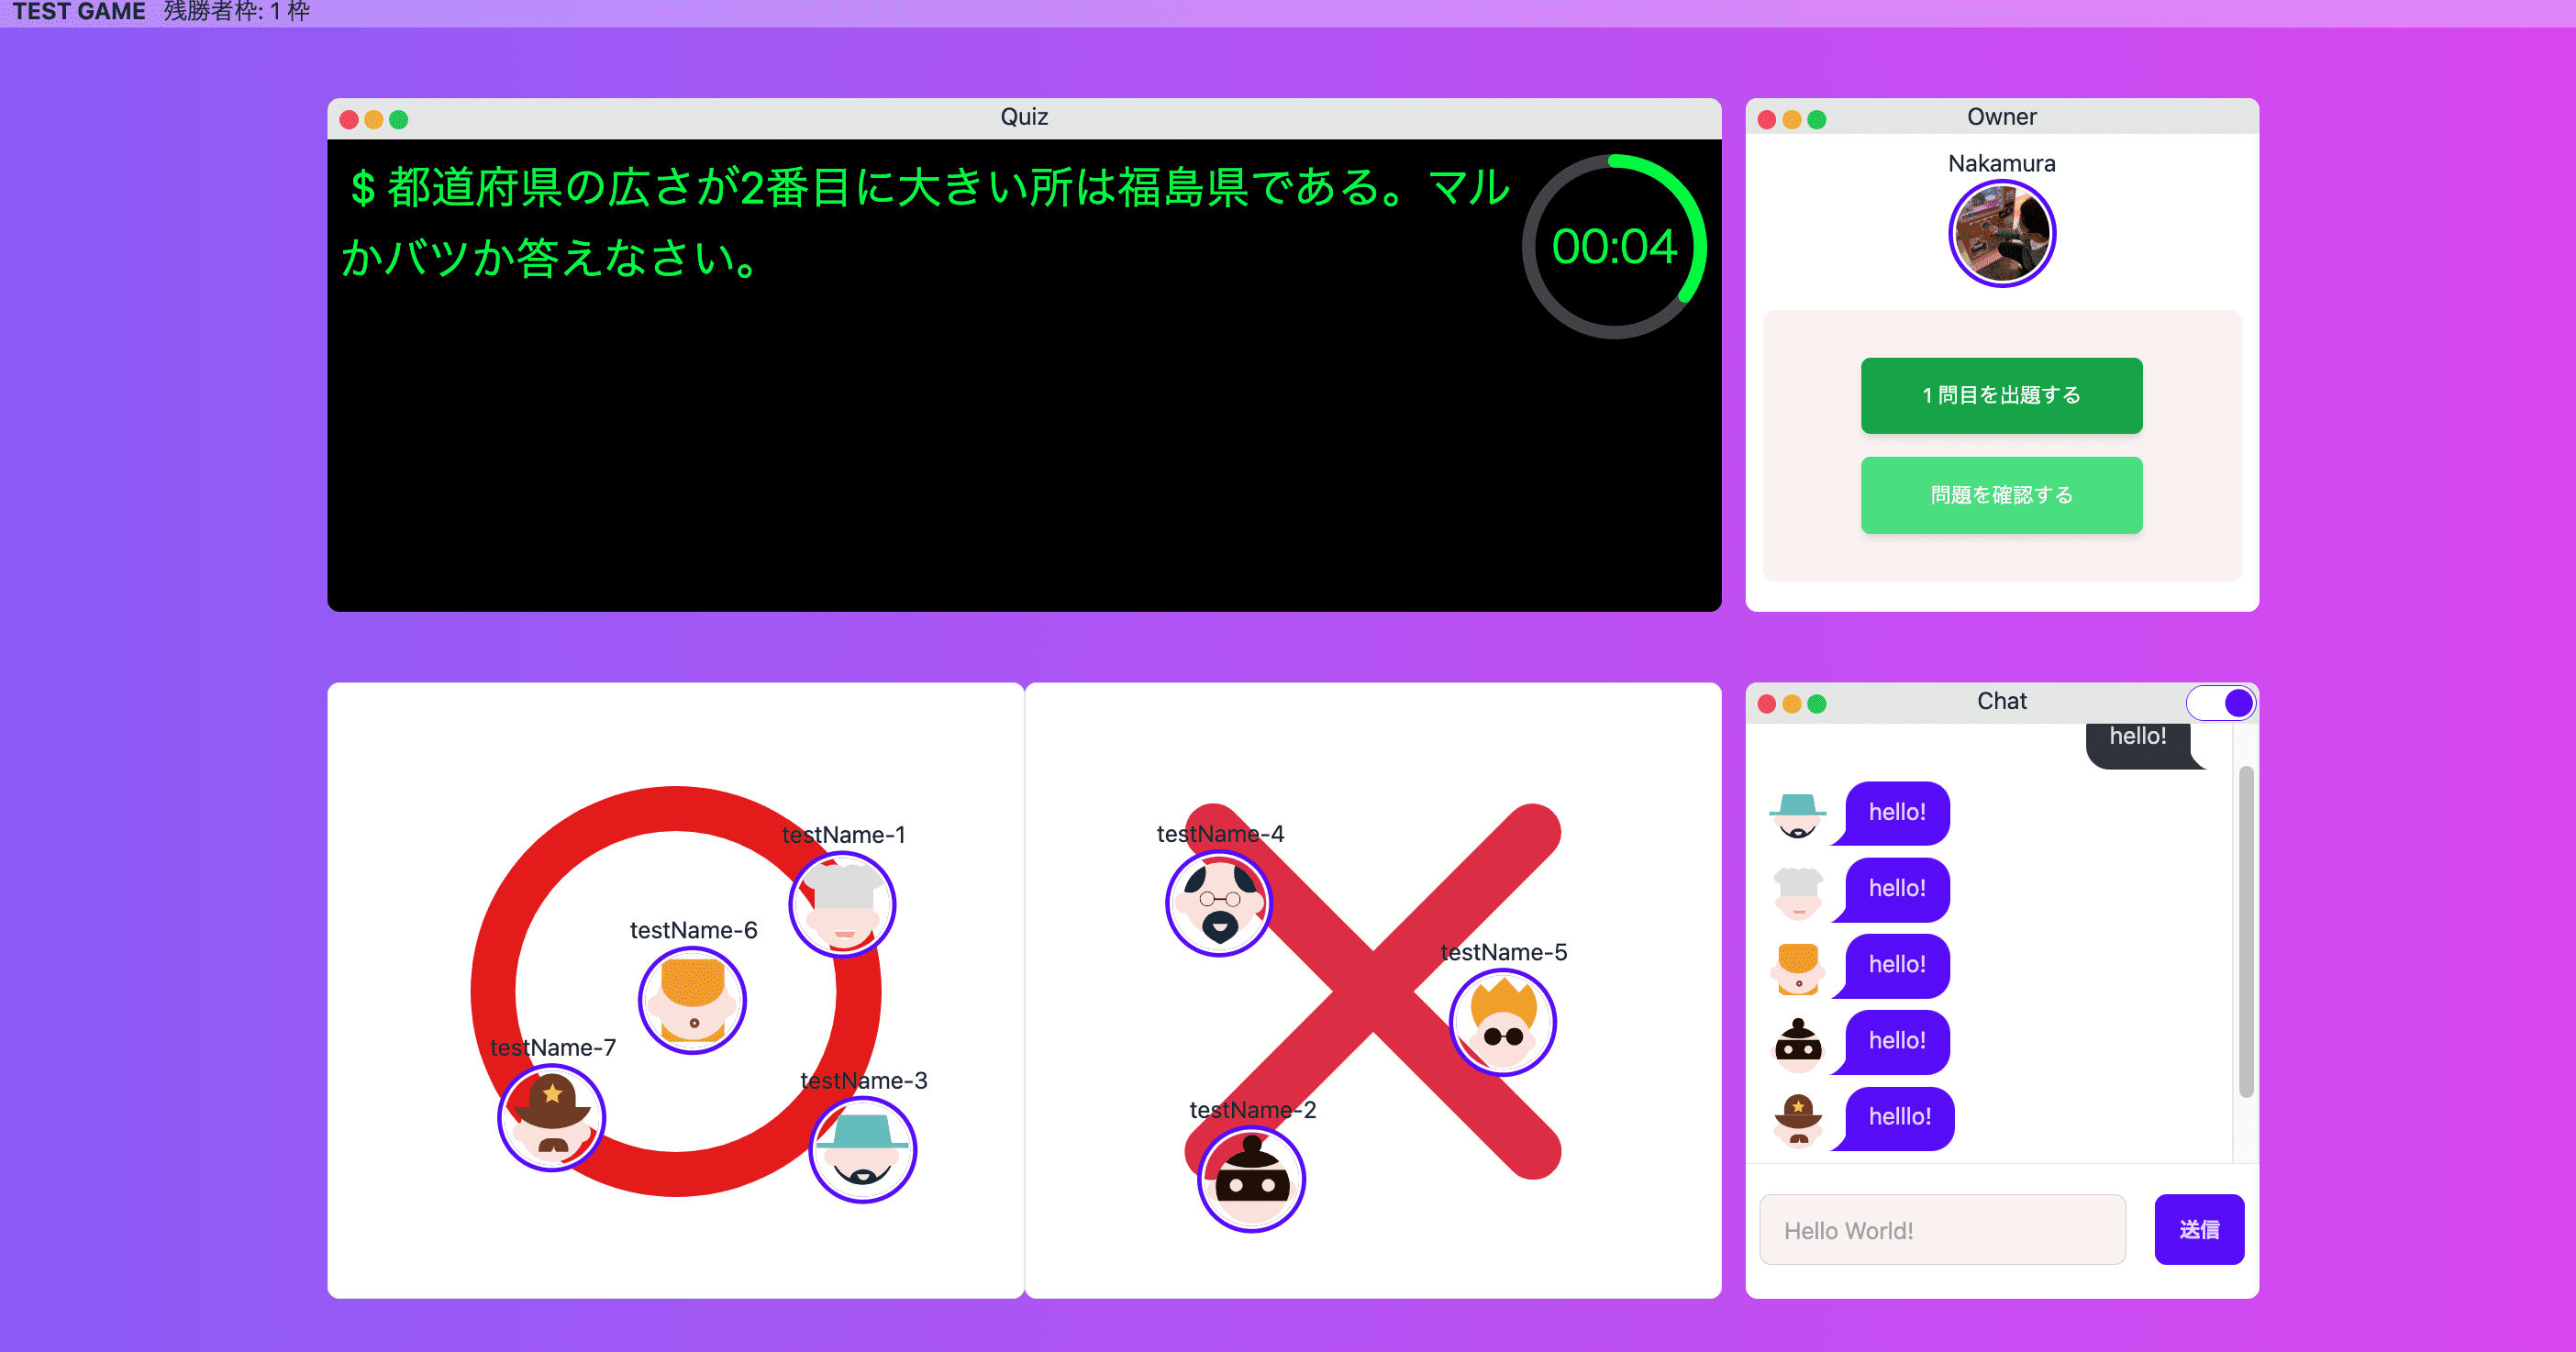 TEST GAME 残勝者枠: 1 枠
Quiz
$ 都道府県の広さが2番目に大きい所は福島県である。マル
かバツか答えなさい。
00:04
Owner
Nakamura
1 問目を出題する
問題を確認する
testName-1
testName-6
testName-7
testName-3
testName-4
testName-5
testName-2
Chat
hello!
hello!
hello!
hello!
hello!
helllo!
Hello World!
送信